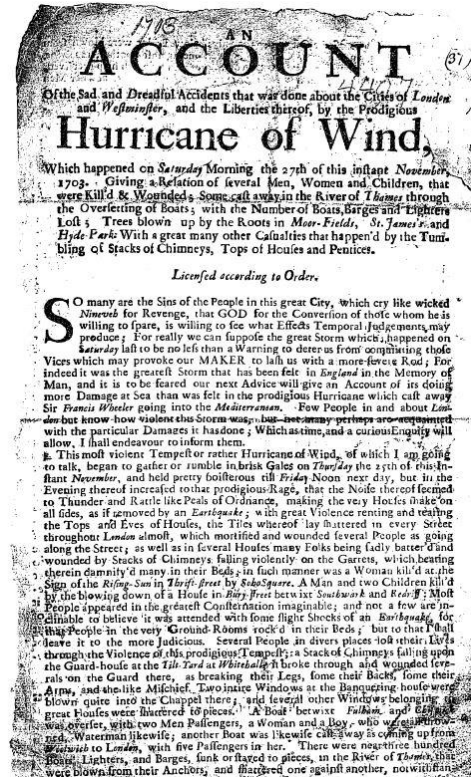 1703
AN
ACCOUNT
(37)
Of the Sad and Dreadful Accidents that was done about the Cities of London
and Westminster, and the Liberties thereof, by the Prodigious
Hurricane of Wind,
Which happened on Saturday Morning the 27th of this instant November,
1703. Giving a Relation of several Men, Women and Children, that
were Kill'd & Wounded; Some cast away in the River of Thames through
the Oversetting of Boats; with the Number of Boats, Barges and Lighters
Lost; Trees blown up by the Roots in Moor-Fields, St. James's and
Hyde Park: With a great many other Casualties that happen'd by the Tum-
bling of Stacks of Chimneys, Tops of Houses and Pentices.
Licensed according to Order.
SO many are the Sins of the People in this great City, which cry like wicked
Nineveh for Revenge, that GOD for the Conversion of those whom he is
willing to spare, is willing to see what Effects Temporal Judgements may
produce; For really we can suppose the great Storm which happened on
Saturday last to be no less than a Warning to deter us from committing those
Vices which may provoke our MAKER to lash us with a more severe Rod; For
indeed it was the greatest Storm that has been felt in England in the Memory of
Man, and it is to be feared our next Advice will give an Account of its doing
more Damage at Sea than was felt in the prodigious Hurricane which cast away
Sir Francis Wheeler going into the Mediterranean. Few People in and about Lon-
don but know how violent this Storm was, but not many perhaps are acquainted
with the particular Damages it has done; Which as time and a curious Enquiry will
allow, I shall endeavour to inform them.
This most violent Tempest or rather Hurricane of Wind, of which I am going
to talk, began to gather or rumble in brisk Gales on Thursday the 25th of this In-
stant November, and held pretty boisterous till Friday Noon next day, but in the
Evening thereof increased to that prodigious Rage, that the Noise thereof seemed
to Thunder and Rattle like Peals of Ordnance, making the very Houses shake on
all sides, as if removed by an Earthquake; with great Violence renting and tearing
the Tops and Eves of Houses, the Tiles whereof lay shattered in every Street
throughout London almost, which mortified and wounded several People as going
along the Street; as well as in several Houses many Folks being sadly batter'd and
wounded by Stacks of Chimneys falling violently on the Garrets, which beating
therein damnify'd many in their Beds; in such manner was a Woman kill'd at the
Sign of the Rising-Sun in Thrift-street by Soho Square. A Man and two Children kill'd
by the blowing down of a House in Bury-street betwixt Southwark and Redriff; Most
People appeared in the greatest Consternation imaginable; and not a few are in-
clinable to believe it was attended with some slight Shocks of an Earthquake, for
that People in the very Ground-Rooms rock'd in their Beds; but to that I shall
leave it to the more Judicious. Several People in divers places lost their Lives
through the Violence of this prodigious Tempest; a Stack of Chimneys falling upon
the Guard-house at the Tilt-Yard at Whitehall it broke through and wounded seve-
rals on the Guard there, as breaking their Legs, some their Backs, some their
Arms, and the like Mischief. Two intire Windows at the Banqueting house were
blown quite into the Chapel there; and several other Windows belonging to
great Houses were shattered to pieces. A Boat betwixt Fulham and
was overset, with two Men Passengers, a Woman and a Boy, who were all drow-
ned. Waterman likewise; another Boat was likewise cast away as coming up from
Woolwich to London, with five Passengers in her. There were near three hundred
Boats, Lighters, and Barges, sunk or staved to pieces, in the River of Thames, that
were blown from their Anchors, and shattered one against another, notwithstan-